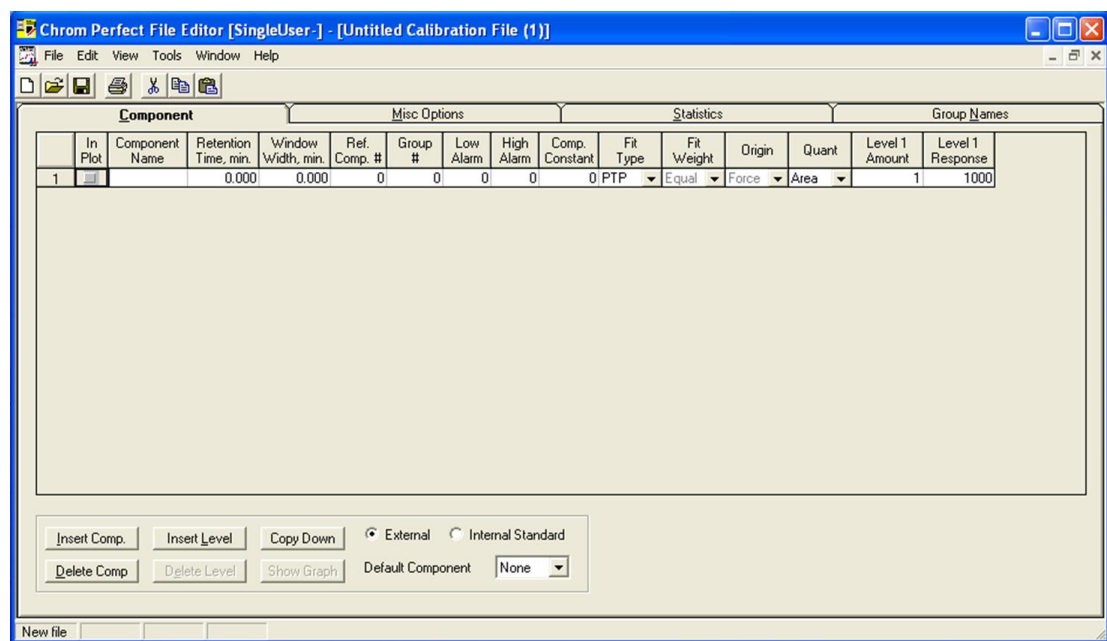 Chrom Perfect File Editor [SingleUser-] - [Untitled Calibration File (1)]
File Edit View Tools Window Help
Component Misc Options Statistics Group Names
In Plot Component Name Retention Time, min. Window Width, min. Ref. Comp. # Group # Low Alarm High Alarm Comp. Constant Fit Type Fit Weight Origin Quant Level 1 Amount Level 1 Response
1 0.000 0.000 0 0 0 0 0 PTP Equal Force Area 1 1000
Insert Comp. Insert Level Copy Down External Internal Standard
Delete Comp Delete Level Show Graph Default Component None
New file